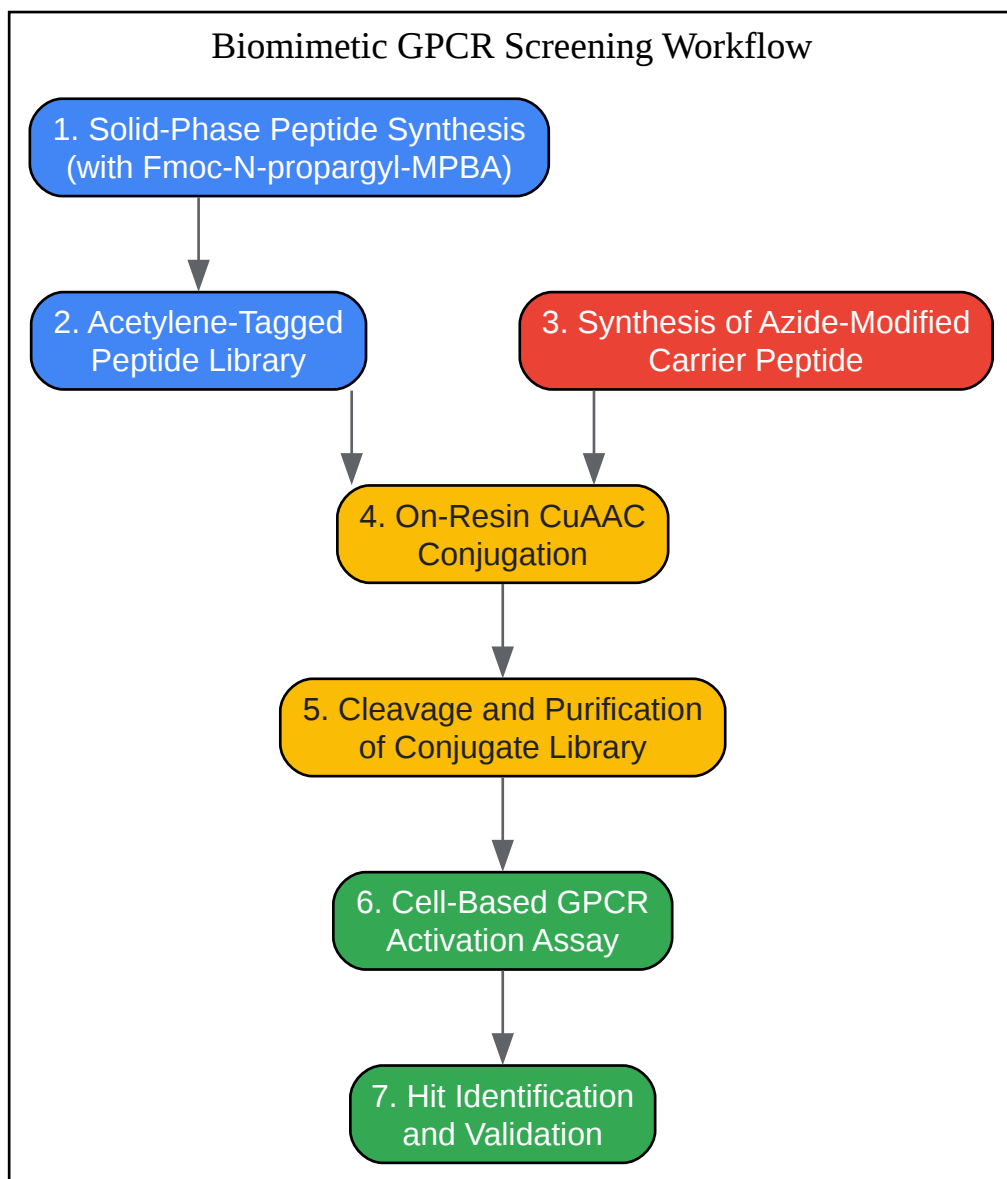 Biomimetic GPCR Screening Workflow
1. Solid-Phase Peptide Synthesis
(with Fmoc-N-propargyl-MPBA)
2. Acetylene-Tagged
Peptide Library
3. Synthesis of Azide-Modified
Carrier Peptide
4. On-Resin CuAAC
Conjugation
5. Cleavage and Purification
of Conjugate Library
6. Cell-Based GPCR
Activation Assay
7. Hit Identification
and Validation